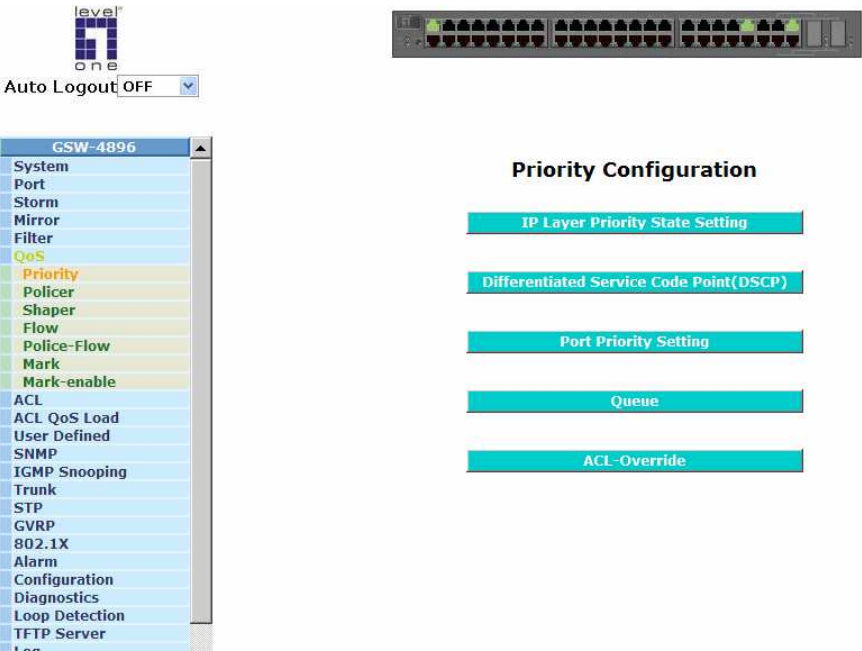 level
one
Auto Logout OFF
GSW-4896
System
Port
Storm
Mirror
Filter
QoS
Priority
Policer
Shaper
Flow
Police-Flow
Mark
Mark-enable
ACL
ACL QoS Load
User Defined
SNMP
IGMP Snooping
Trunk
STP
GVRP
802.1X
Alarm
Configuration
Diagnostics
Loop Detection
TFTP Server
Log
Priority Configuration
IP Layer Priority State Setting
Differentiated Service Code Point(DSCP)
Port Priority Setting
Queue
ACL-Override